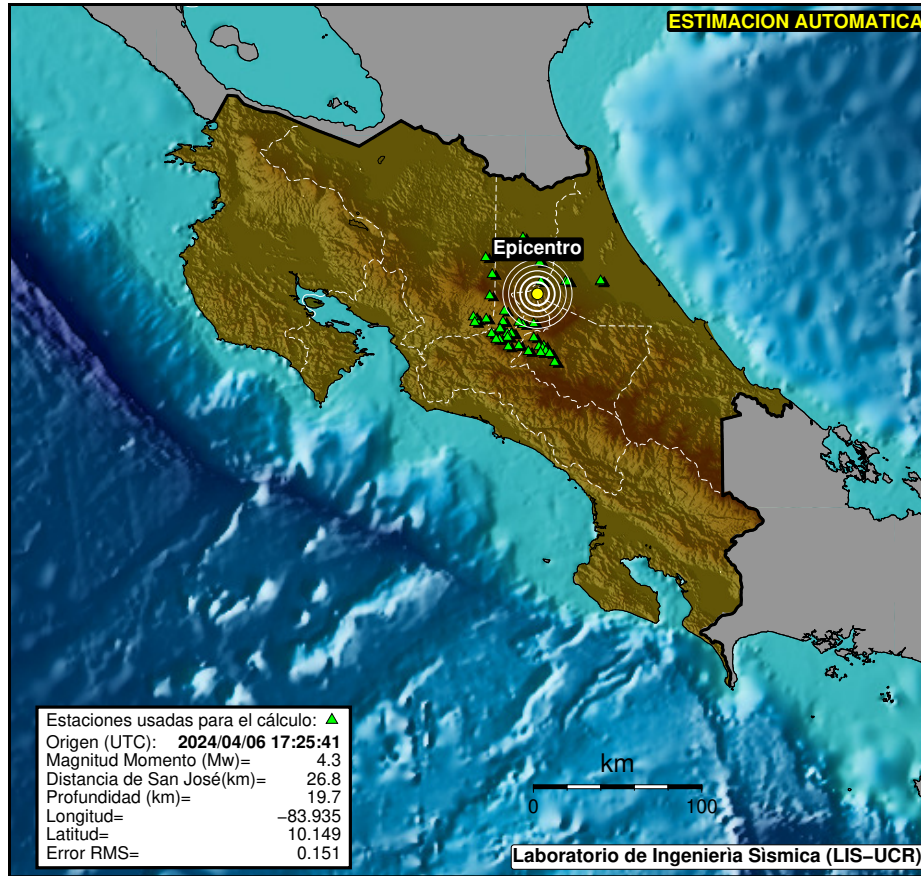 ESTIMACION AUTOMATICA
Epicentro
Estaciones usadas para el cálculo:
Origen (UTC): 2024/04/06 17:25:41
Magnitud Momento (Mw)= 4.3
Distancia de San José(km)= 26.8
Profundidad (km)= 19.7
Longitud= −83.935
Latitud= 10.149
Error RMS= 0.151
km
0 100
Laboratorio de Ingenierìa Sìsmica (LIS−UCR)